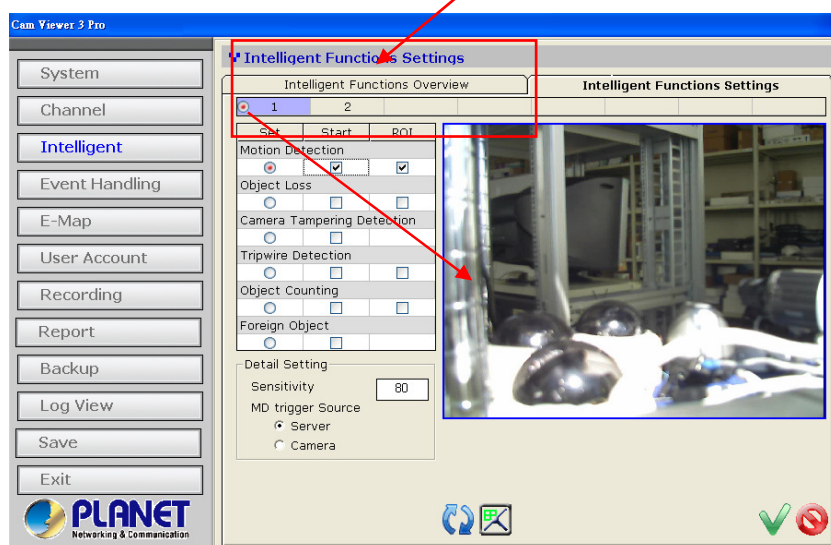 Cam Viewer 3 Pro
System
Channel
Intelligent
Event Handling
E-Map
User Account
Recording
Report
Backup
Log View
Save
Exit
PLANET
Networking & Communication
Intelligent Functions Settings
Intelligent Functions Overview
Intelligent Functions Settings
1 2
Set Start ROI
Motion Detection
Object Loss
Camera Tampering Detection
Tripwire Detection
Object Counting
Foreign Object
Detail Setting
Sensitivity 80
MD trigger Source
Server
Camera